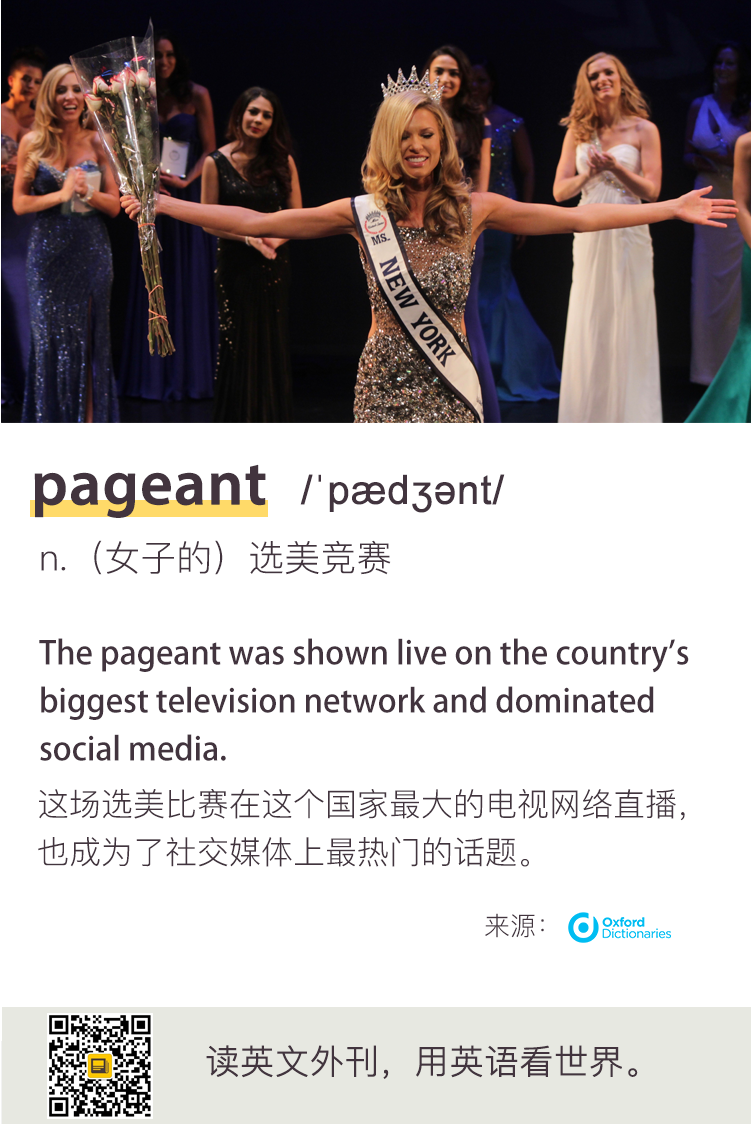 MS.
NEW YORK
pageant /ˈpædʒənt/
n.（女子的）选美竞赛
The pageant was shown live on the country’s
biggest television network and dominated
social media.
这场选美比赛在这个国家最大的电视网络直播，
也成为了社交媒体上最热门的话题。
来源：
Oxford
Dictionaries
读英文外刊，用英语看世界。